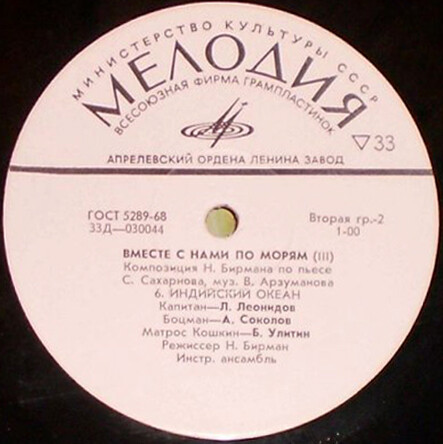 МИНИСТЕРСТВО КУЛЬТУРЫ СССР
МЕЛОДИЯ
ВСЕСОЮЗНАЯ ФИРМА ГРАМПЛАСТИНОК
▽33
АПРЕЛЕВСКИЙ ОРДЕНА ЛЕНИНА ЗАВОД
ГОСТ 5289-68
33Д—030044
Вторая гр.-2
1-00
ВМЕСТЕ С НАМИ ПО МОРЯМ (III)
Композиция Н. Бирмана по пьесе
С. Сахарнова, муз. В. Арзуманова
6. ИНДИЙСКИЙ ОКЕАН
Капитан—Л. Леонидов
Боцман—А. Соколов
Матрос Кошкин—Б. Улитин
Режиссер Н. Бирман
Инстр. ансамбль